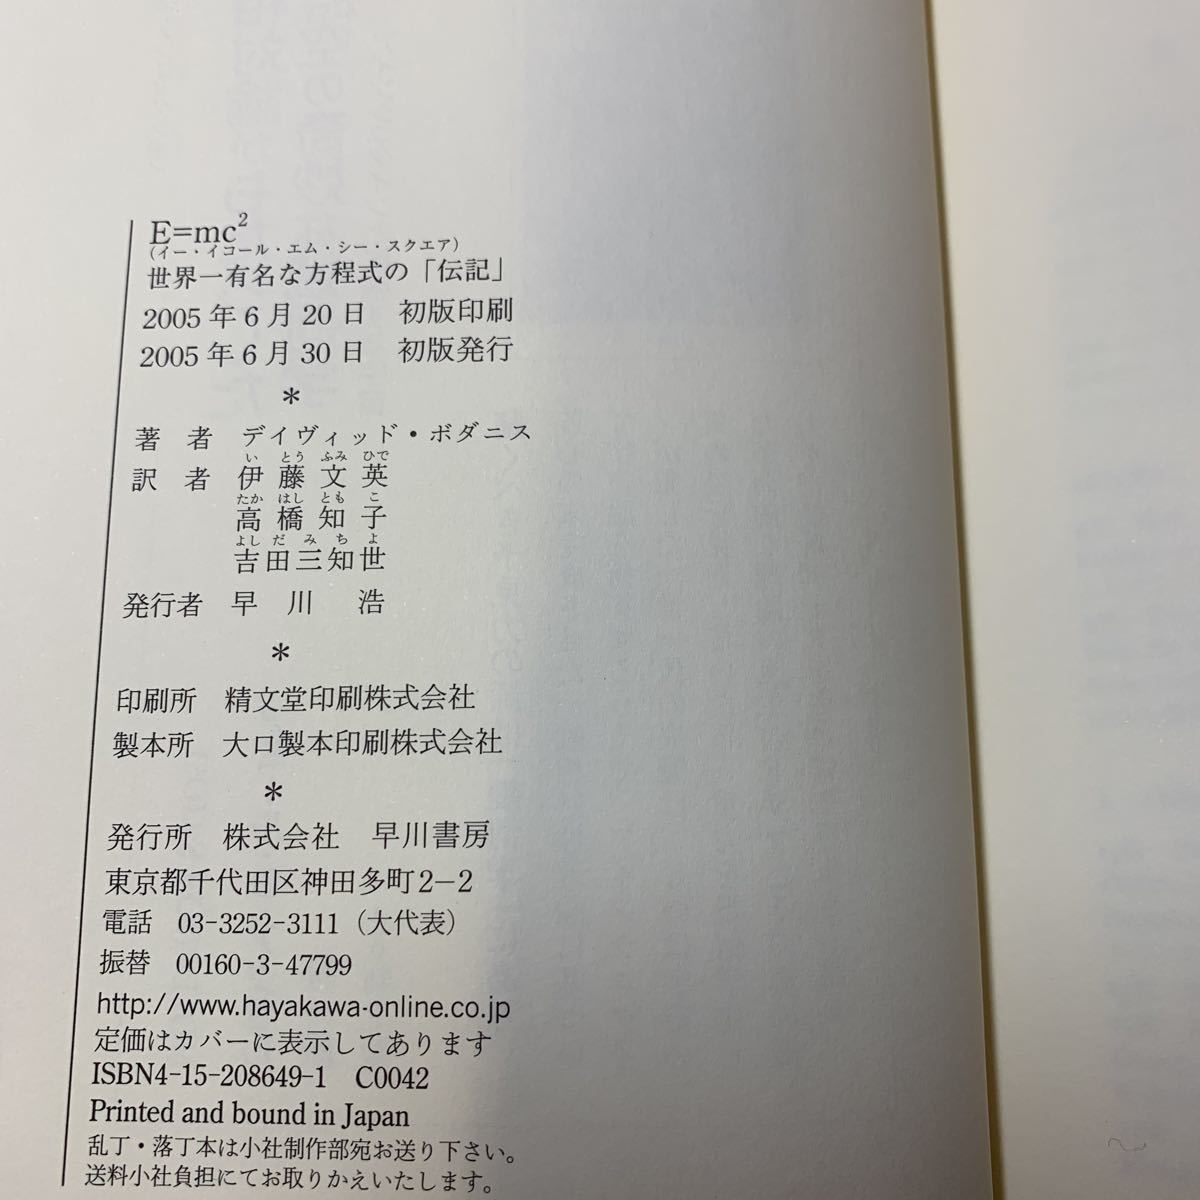 E=mc²
(イー・イコール・エム・シー・スクエア)
世界一有名な方程式の「伝記」
2005年6月20日 初版印刷
2005年6月30日 初版発行
*
著者 デイヴィッド・ボダニス
い とう ふみ ひで
訳者 伊藤文英
たか はし とも こ
高橋知子
よし だ み ち よ
吉田三知世
発行者 早川 浩
*
印刷所 精文堂印刷株式会社
製本所 大口製本印刷株式会社
*
発行所 株式会社 早川書房
東京都千代田区神田多町2−2
電話 03-3252-3111(大代表)
振替 00160-3-47799
http://www.hayakawa-online.co.jp
定価はカバーに表示してあります
ISBN4-15-208649-1 C0042
Printed and bound in Japan
乱丁・落丁本は小社制作部宛お送り下さい。
送料小社負担にてお取りかえいたします。